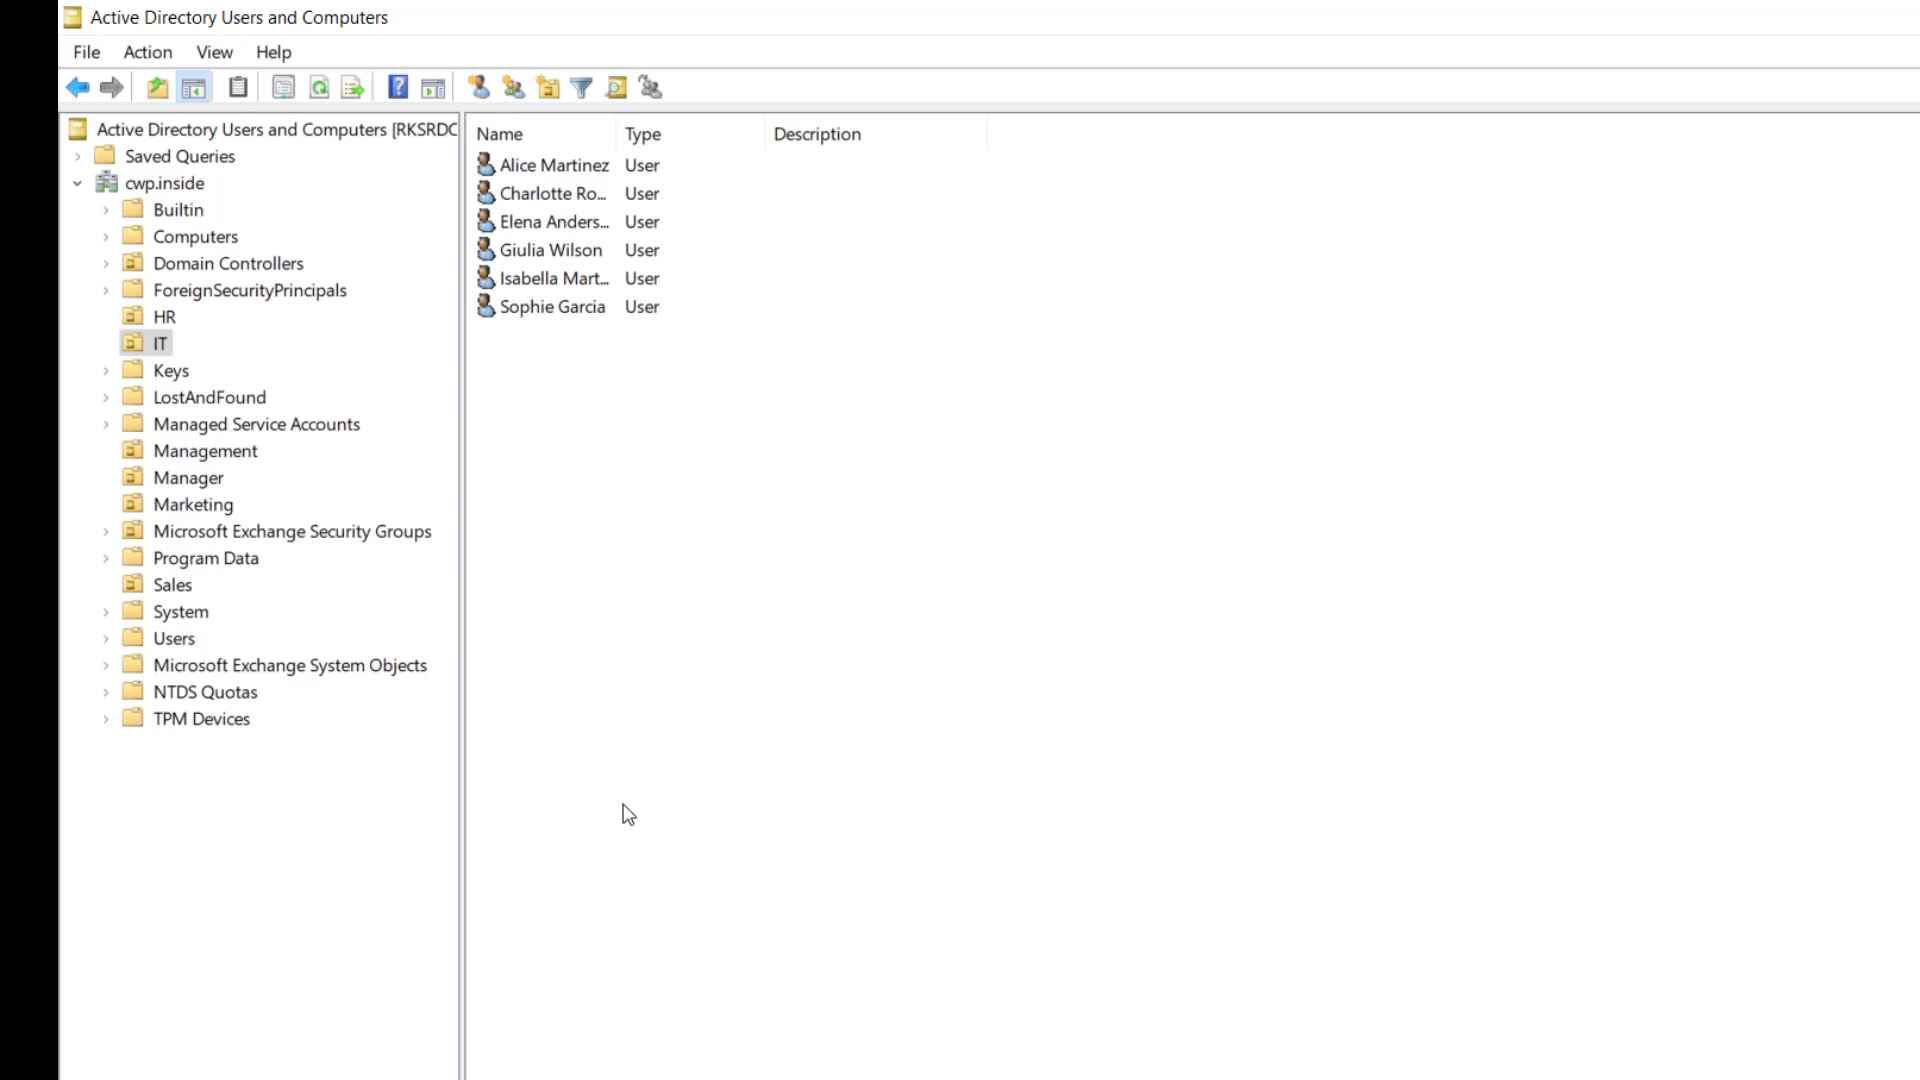 Active Directory Users and Computers
File Action View Help
Active Directory Users and Computers [RKSRDC
Saved Queries
cwp.inside
Builtin
Computers
Domain Controllers
ForeignSecurityPrincipals
HR
IT
Keys
LostAndFound
Managed Service Accounts
Management
Manager
Marketing
Microsoft Exchange Security Groups
Program Data
Sales
System
Users
Microsoft Exchange System Objects
NTDS Quotas
TPM Devices
Name Type Description
Alice Martinez User
Charlotte Ro... User
Elena Anders... User
Giulia Wilson User
Isabella Mart... User
Sophie Garcia User